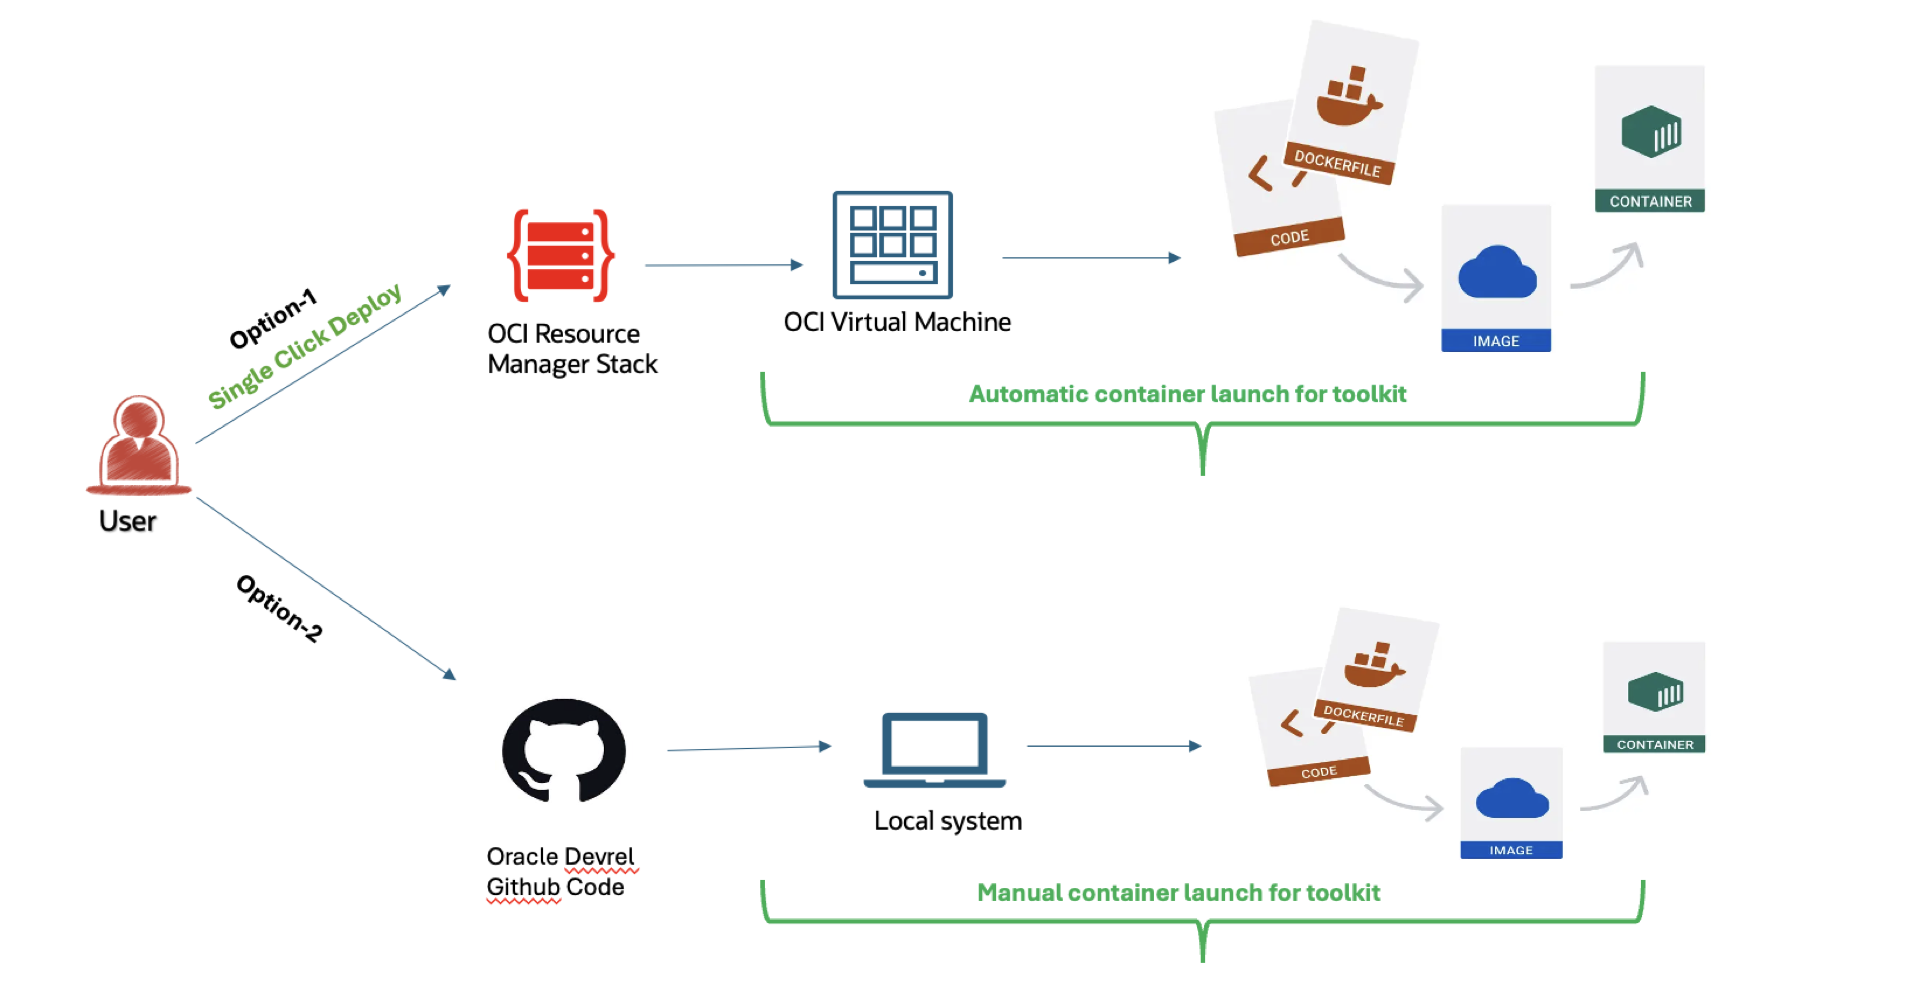 Option-1
Single Click Deploy
User
Option-2
OCI Resource
Manager Stack
OCI Virtual Machine
CODE
DOCKERFILE
IMAGE
CONTAINER
Automatic container launch for toolkit
Oracle Devrel
Github Code
Local system
CODE
DOCKERFILE
IMAGE
CONTAINER
Manual container launch for toolkit